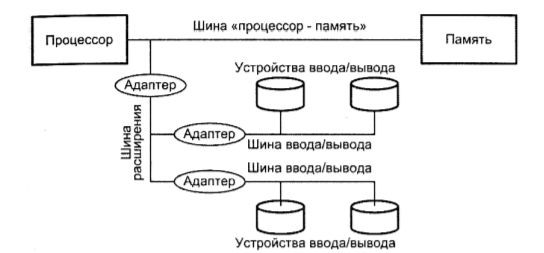 Шина «процессор - память»
Процессор
Память
Устройства ввода/вывода
Адаптер
Шина
расширения
Адаптер
Шина ввода/вывода
Шина ввода/вывода
Адаптер
Устройства ввода/вывода